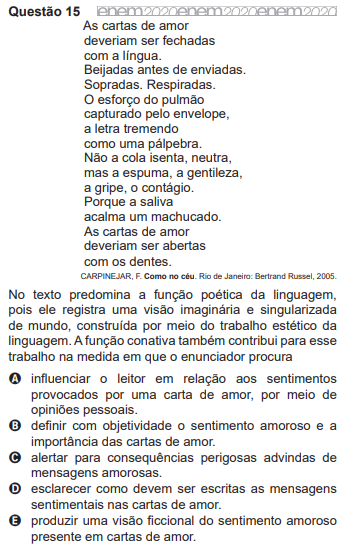 Questão 15 enem2020enem2020enem2020
As cartas de amor
deveriam ser fechadas
com a língua.
Beijadas antes de enviadas.
Sopradas. Respiradas.
O esforço do pulmão
capturado pelo envelope,
a letra tremendo
como uma pálpebra.
Não a cola isenta, neutra,
mas a espuma, a gentileza,
a gripe, o contágio.
Porque a saliva
acalma um machucado.
As cartas de amor
deveriam ser abertas
com os dentes.
CARPINEJAR, F. Como no céu. Rio de Janeiro: Bertrand Russel, 2005.
No texto predomina a função poética da linguagem,
pois ele registra uma visão imaginária e singularizada
de mundo, construída por meio do trabalho estético da
linguagem. A função conativa também contribui para esse
trabalho na medida em que o enunciador procura
A influenciar o leitor em relação aos sentimentos
provocados por uma carta de amor, por meio de
opiniões pessoais.
B definir com objetividade o sentimento amoroso e a
importância das cartas de amor.
C alertar para consequências perigosas advindas de
mensagens amorosas.
D esclarecer como devem ser escritas as mensagens
sentimentais nas cartas de amor.
E produzir uma visão ficcional do sentimento amoroso
presente em cartas de amor.